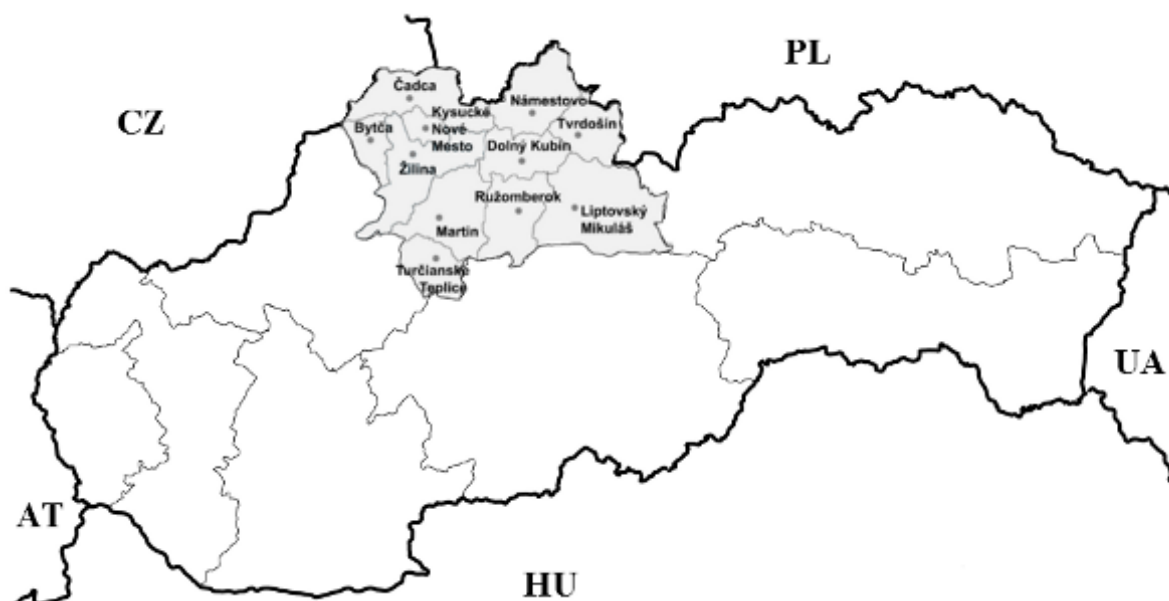 PL
CZ
Čadca
Námestovo
Kysucké
Nové
Mesto
Bytča
Tvrdošín
Dolný Kubín
Žilina
Ružomberok
Liptovský
Mikuláš
Martin
Turčianske
Teplice
UA
AT
HU